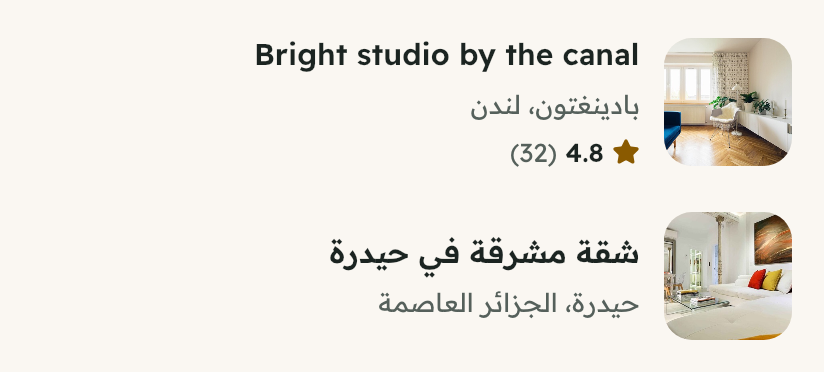 Bright studio by the canal
بادينغتون، لندن
4.8 (32)
شقة مشرقة في حيدرة
حيدرة، الجزائر العاصمة